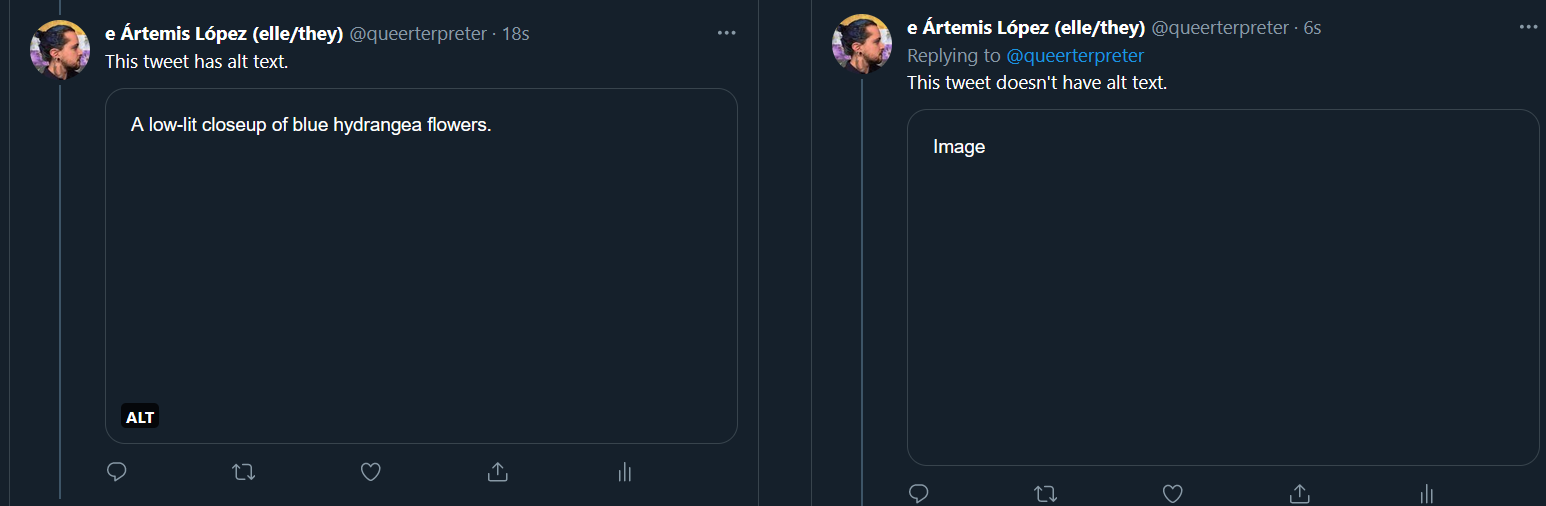 e Ártemis López (elle/they) @queerterpreter · 18s
This tweet has alt text.
A low-lit closeup of blue hydrangea flowers.
ALT
e Ártemis López (elle/they) @queerterpreter · 6s
Replying to @queerterpreter
This tweet doesn't have alt text.
Image